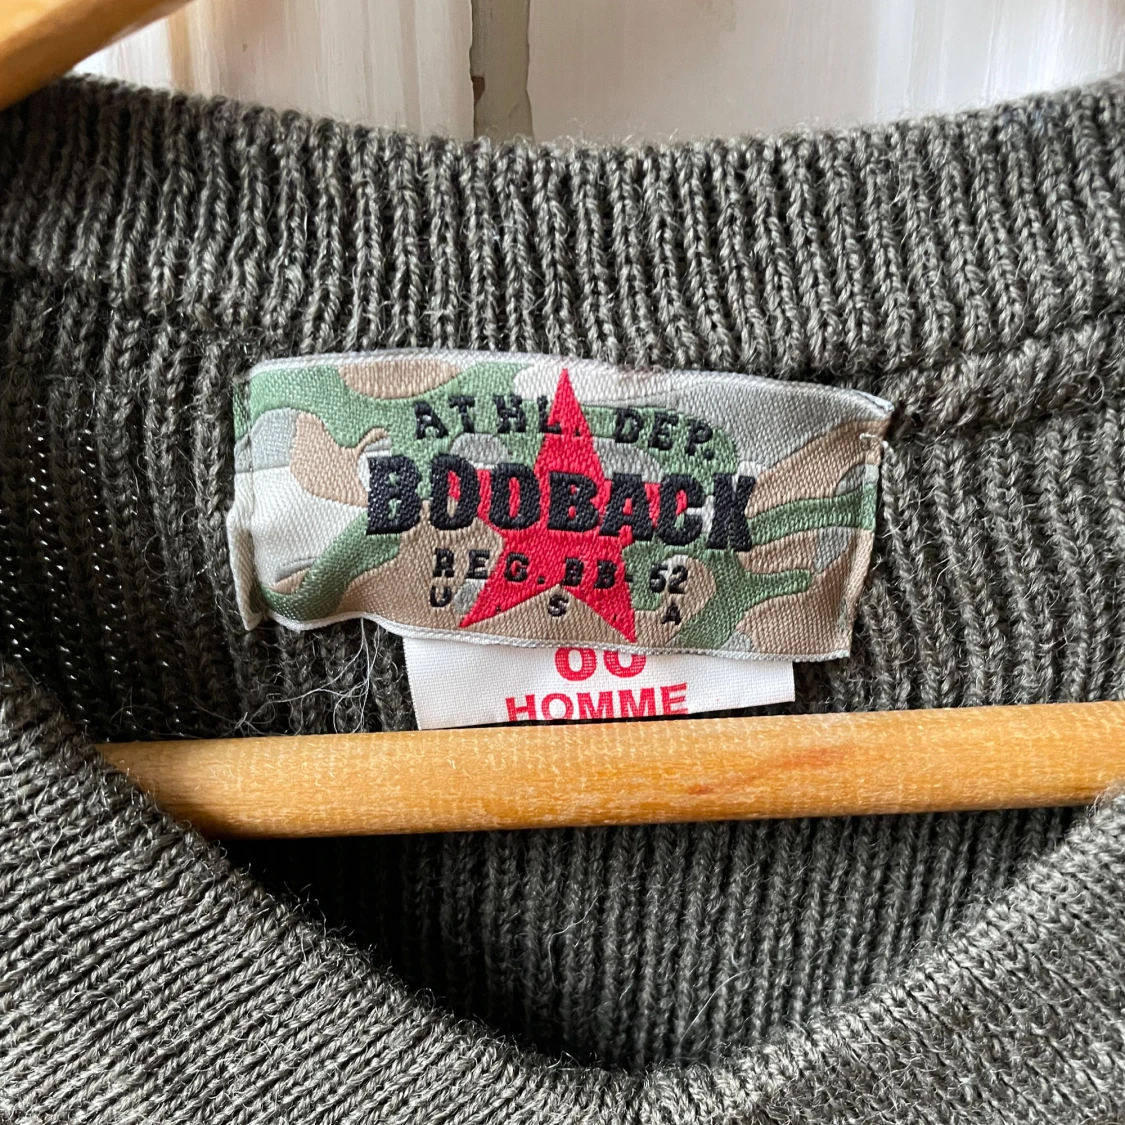 ATHL. DEP.
BOOBACK
REG. BB-52
U. S. A
HOMME